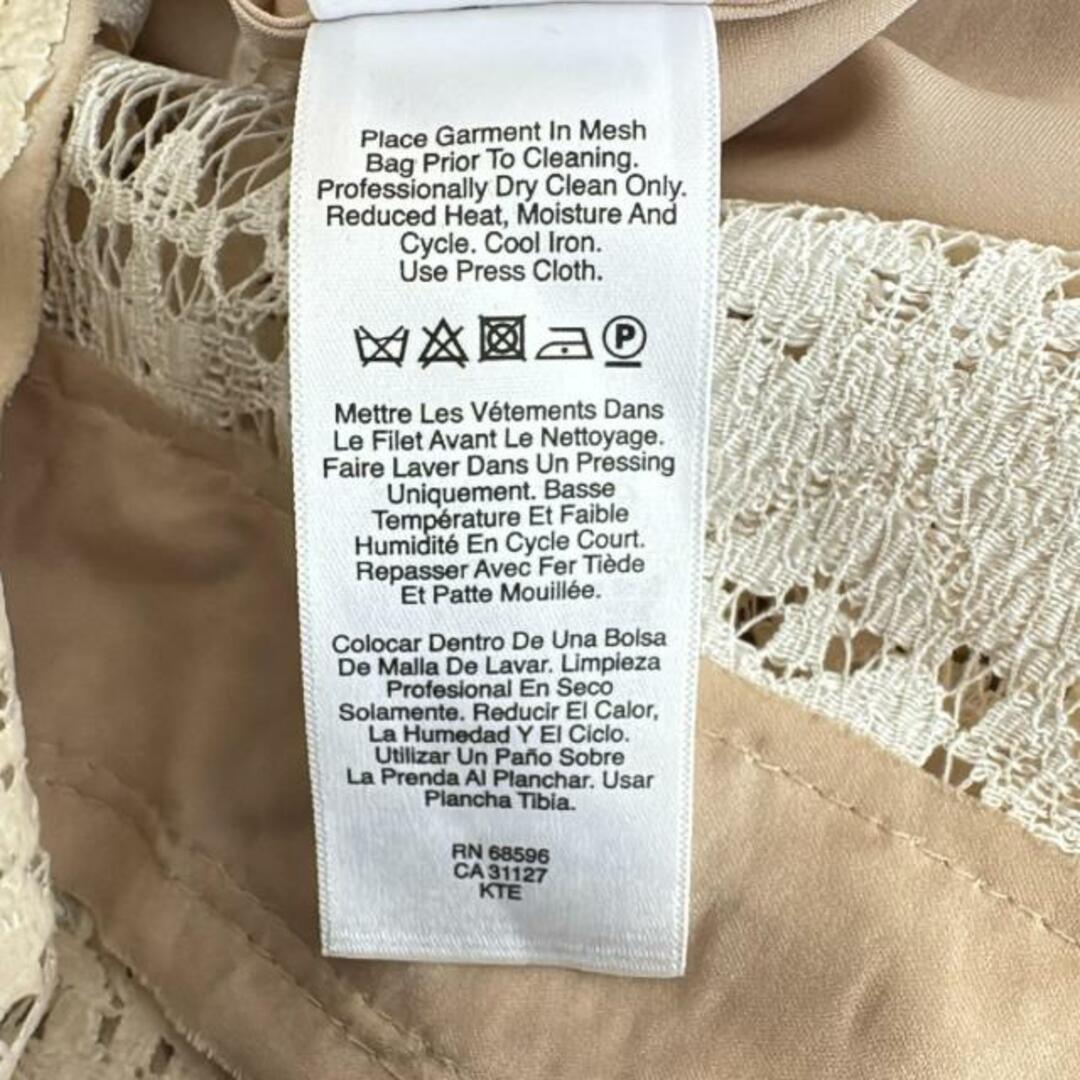 Place Garment In Mesh
Bag Prior To Cleaning.
Professionally Dry Clean Only.
Reduced Heat, Moisture And
Cycle. Cool Iron.
Use Press Cloth.
P
Mettre Les Vétements Dans
Le Filet Avant Le Nettoyage.
Faire Laver Dans Un Pressing
Uniquement. Basse
Température Et Faible
Humidité En Cycle Court.
Repasser Avec Fer Tiède
Et Patte Mouillée.
Colocar Dentro De Una Bolsa
De Malla De Lavar. Limpieza
Profesional En Seco
Solamente. Reducir El Calor,
La Humedad Y El Ciclo.
Utilizar Un Paño Sobre
La Prenda Al Planchar. Usar
Plancha Tibia.
RN 68596
CA 31127
KTE